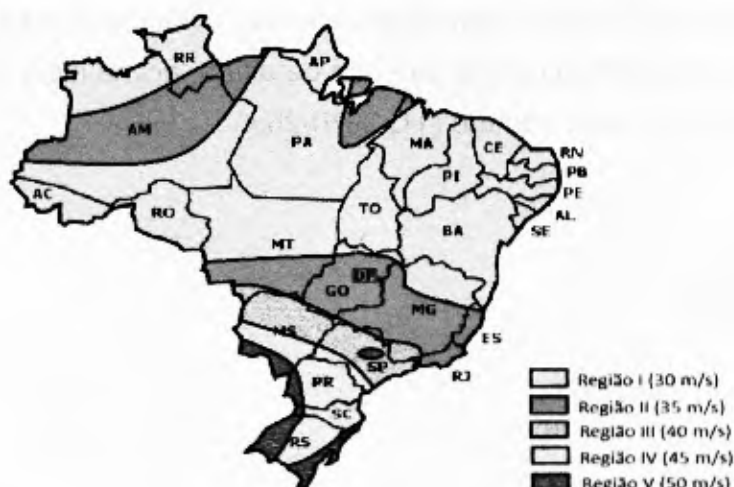 RR
AP
AM
PA
MA
CE
RN
PB
PE
AL
SE
PI
AC
RO
TO
BA
MT
DF
GO
MG
ES
MS
SP
RJ
PR
SC
RS
Região I (30 m/s)
Região II (35 m/s)
Região III (40 m/s)
Região IV (45 m/s)
Região V (50 m/s)